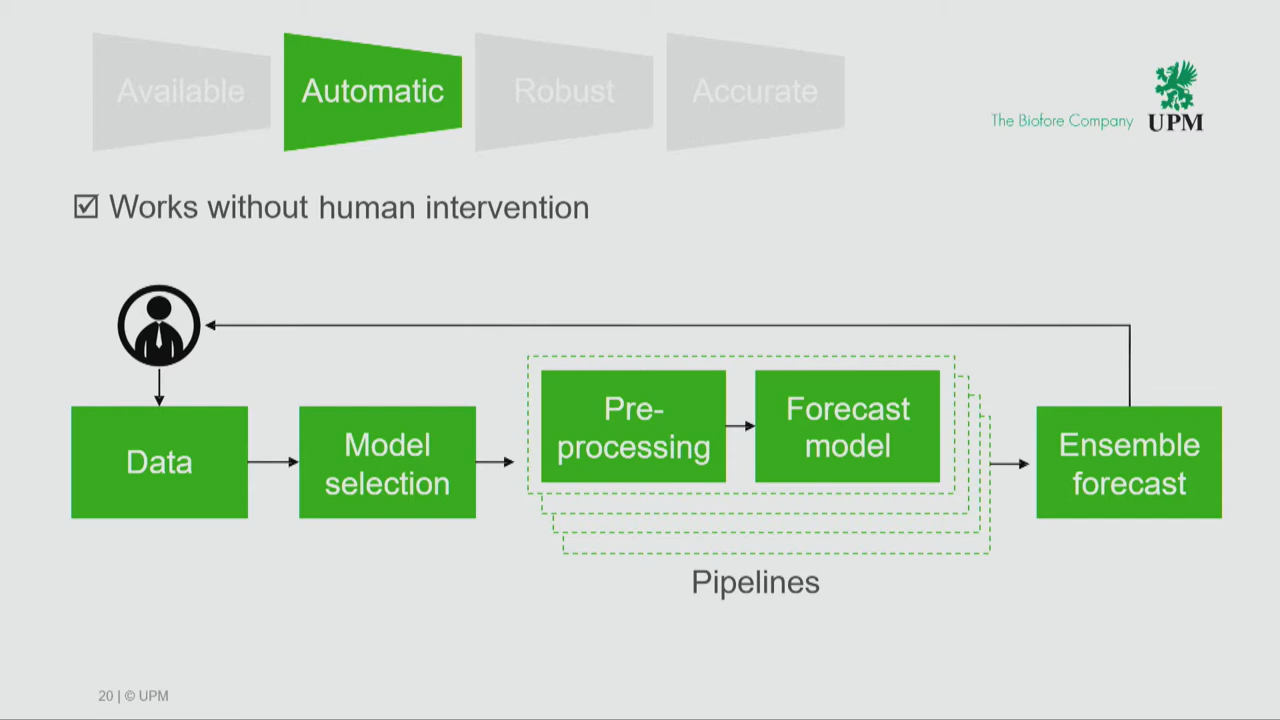 Available
Automatic
Robust
Accurate
The Biofore Company
UPM
☑ Works without human intervention
Data
Model
selection
Pre-
processing
Forecast
model
Ensemble
forecast
Pipelines
20 | © UPM